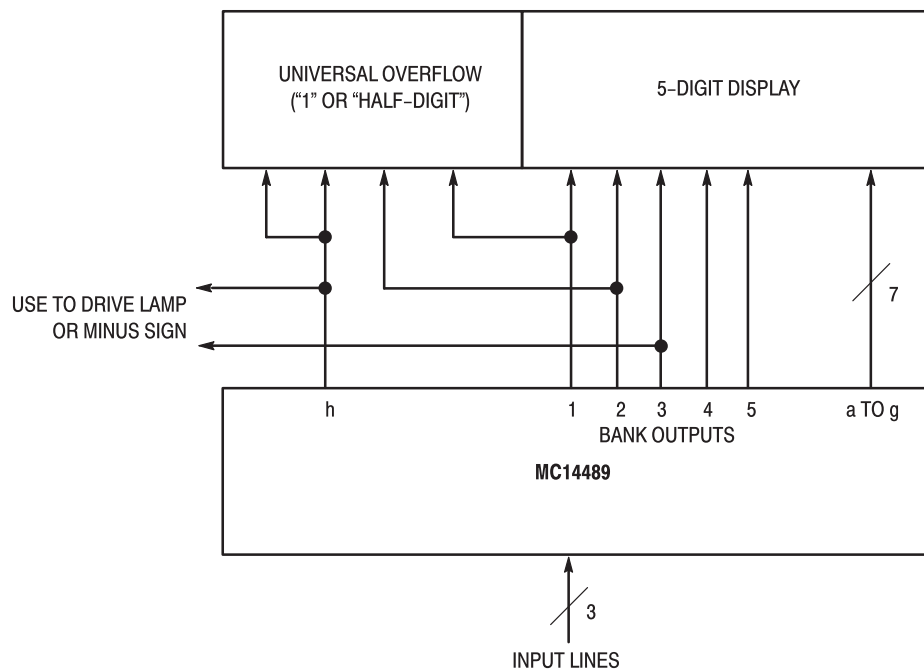 UNIVERSAL OVERFLOW
(“1” OR “HALF–DIGIT”)
5–DIGIT DISPLAY
USE TO DRIVE LAMP
OR MINUS SIGN
7
h
1
2
3
4
5
a TO g
BANK OUTPUTS
MC14489
3
INPUT LINES